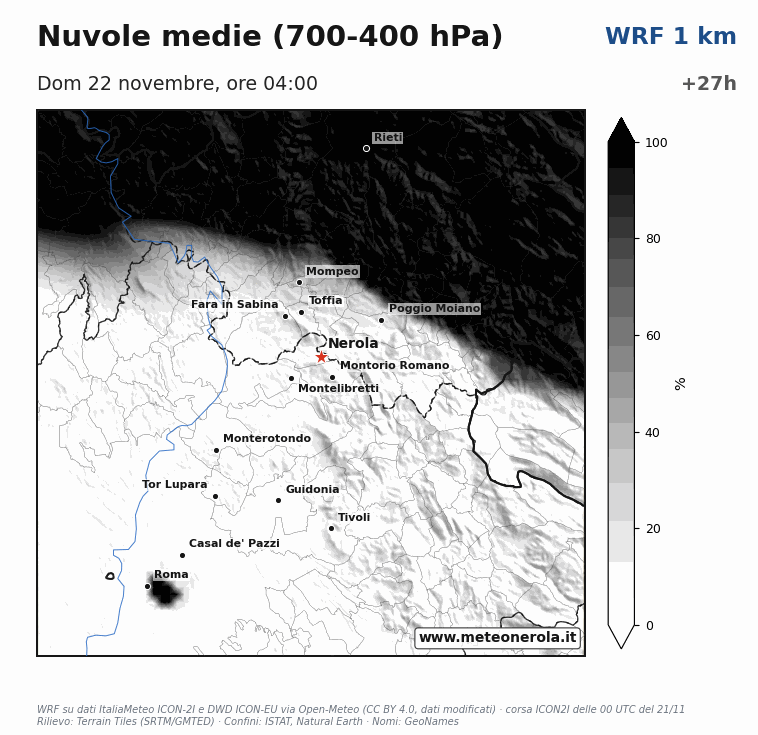 Nuvole medie (700-400 hPa)
WRF 1 km
Dom 22 novembre, ore 04:00
+27h
Rieti
Mompeo
Fara in Sabina
Toffia
Poggio Moiano
Nerola
Montorio Romano
Montelibretti
Monterotondo
Tor Lupara
Guidonia
Tivoli
Casal de' Pazzi
Roma
www.meteonerola.it
100
80
60
40
20
0
%
WRF su dati ItaliaMeteo ICON-2I e DWD ICON-EU via Open-Meteo (CC BY 4.0, dati modificati) · corsa ICON2I delle 00 UTC del 21/11
Rilievo: Terrain Tiles (SRTM/GMTED) · Confini: ISTAT, Natural Earth · Nomi: GeoNames